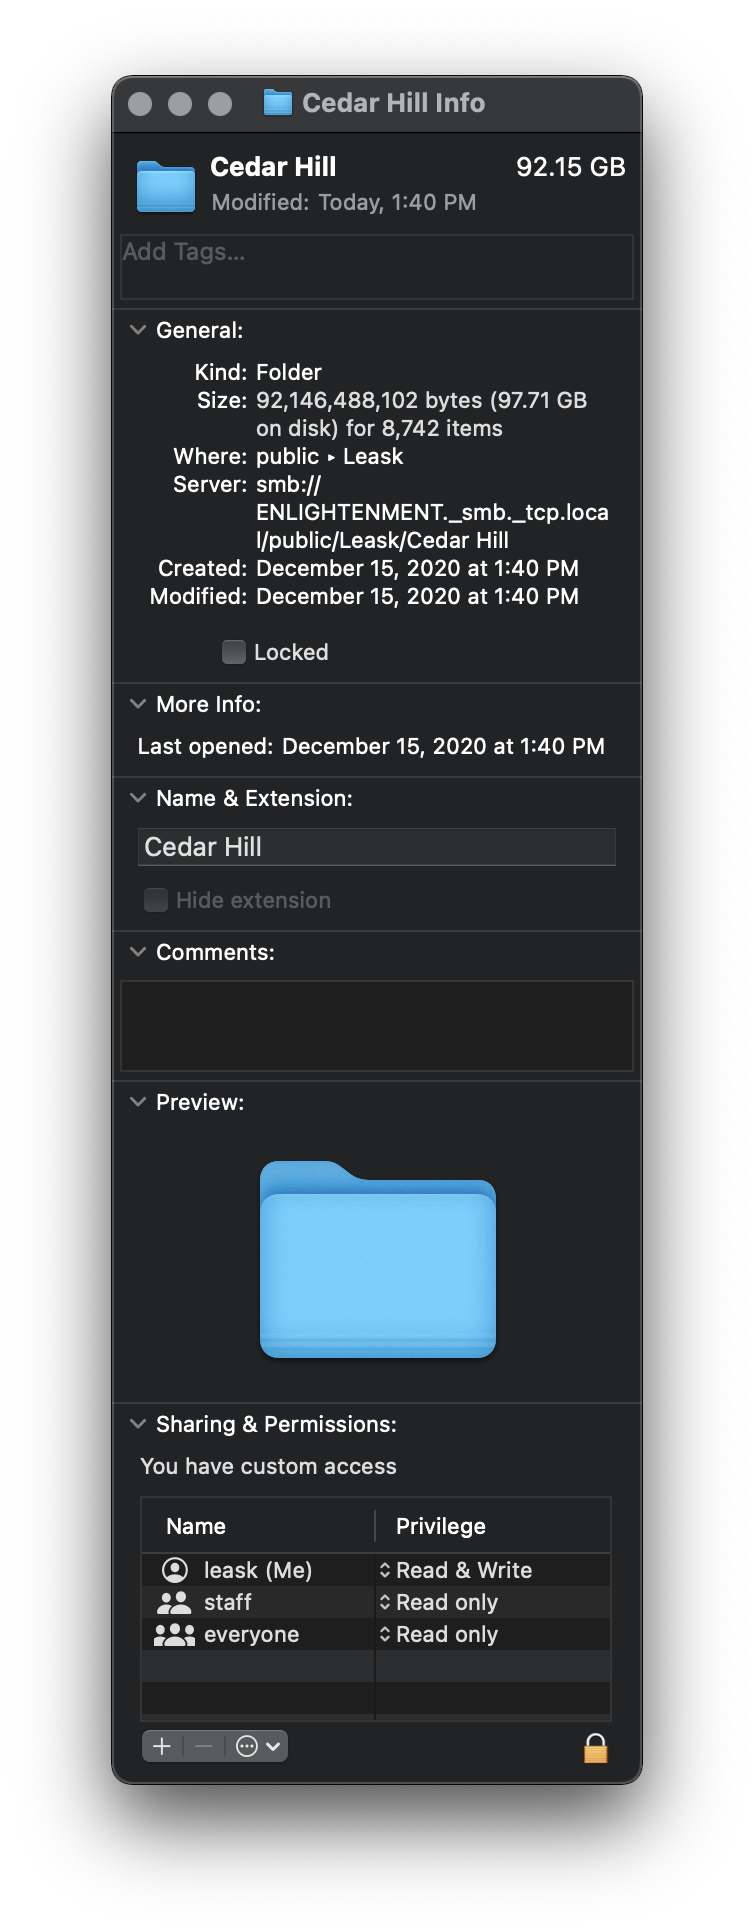 Cedar Hill Info
Cedar Hill 92.15 GB
Modified: Today, 1:40 PM
Add Tags...
General:
Kind: Folder
Size: 92,146,488,102 bytes (97.71 GB
on disk) for 8,742 items
Where: public ▸ Leask
Server: smb://
ENLIGHTENMENT._smb._tcp.loca
l/public/Leask/Cedar Hill
Created: December 15, 2020 at 1:40 PM
Modified: December 15, 2020 at 1:40 PM
Locked
More Info:
Last opened: December 15, 2020 at 1:40 PM
Name & Extension:
Cedar Hill
Hide extension
Comments:
Preview:
Sharing & Permissions:
You have custom access
Name Privilege
leask (Me) Read & Write
staff Read only
everyone Read only